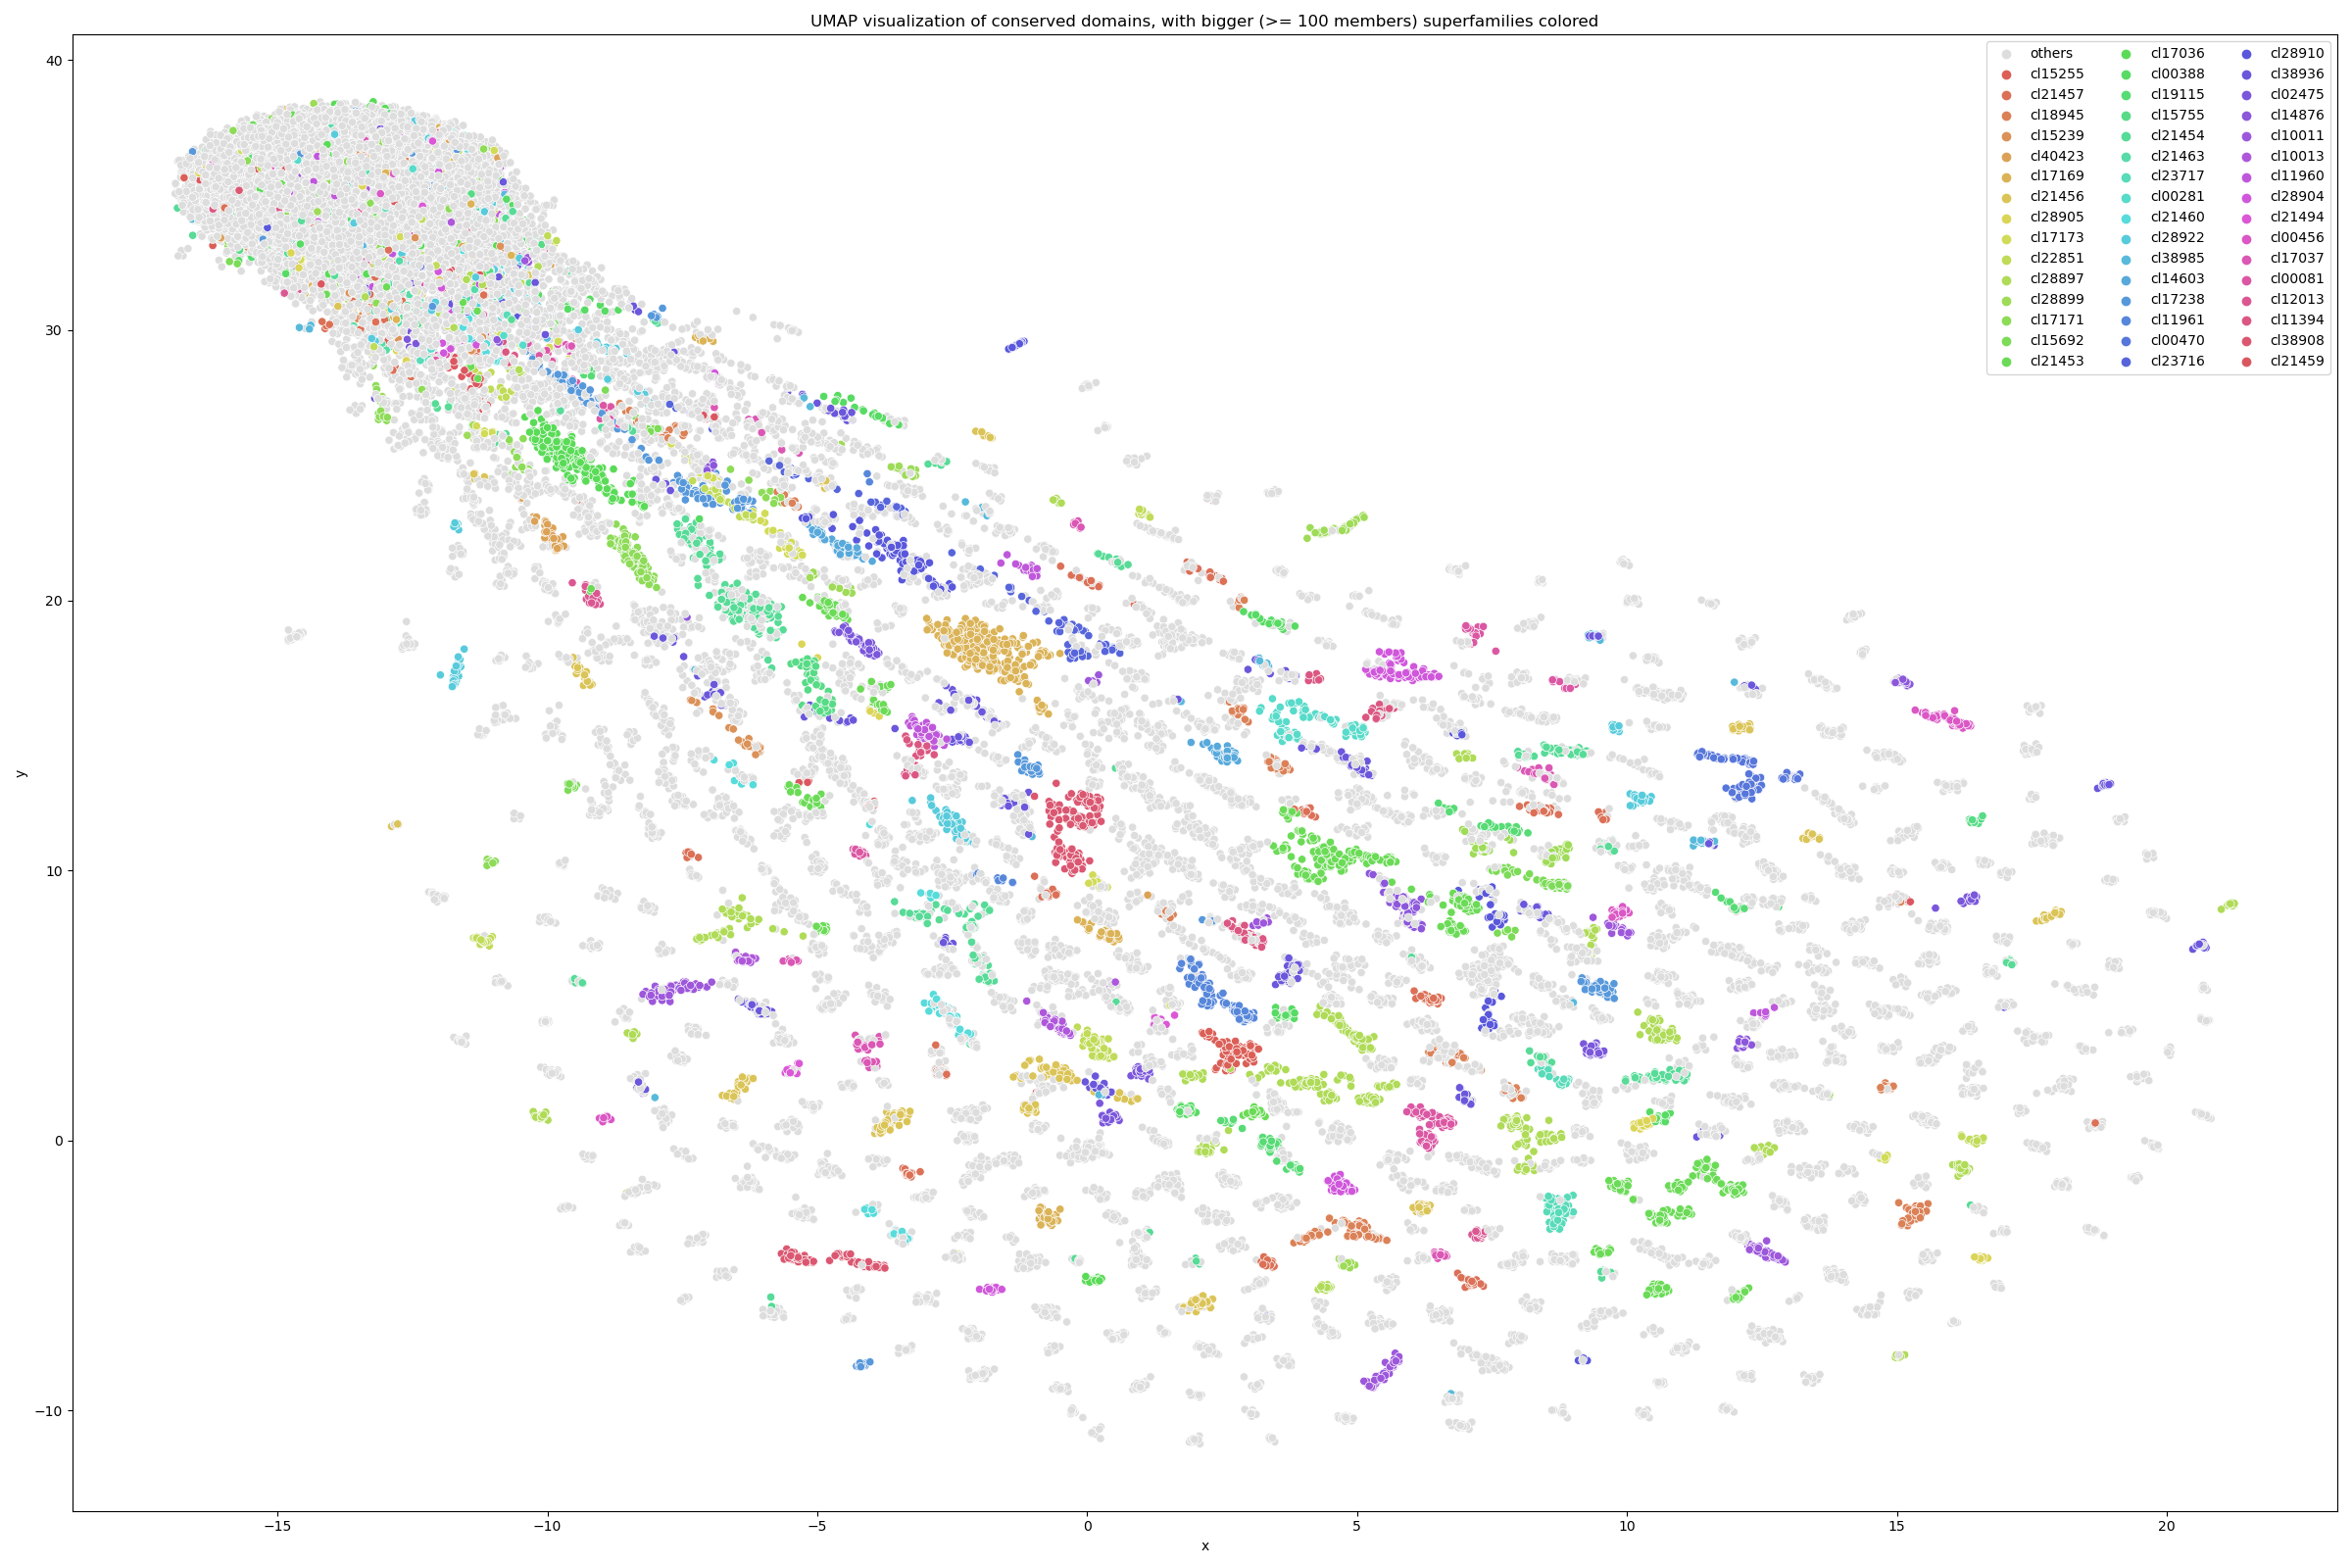 UMAP visualization of conserved domains, with bigger (>= 100 members) superfamilies colored
others
cl15255
cl21457
cl18945
cl15239
cl40423
cl17169
cl21456
cl28905
cl17173
cl22851
cl28897
cl28899
cl17171
cl15692
cl21453
cl17036
cl00388
cl19115
cl15755
cl21454
cl21463
cl23717
cl00281
cl21460
cl28922
cl38985
cl14603
cl17238
cl11961
cl00470
cl23716
cl28910
cl38936
cl02475
cl14876
cl10011
cl10013
cl11960
cl28904
cl21494
cl00456
cl17037
cl00081
cl12013
cl11394
cl38908
cl21459
40
30
20
10
0
−10
y
−15
−10
−5
0
5
10
15
20
x